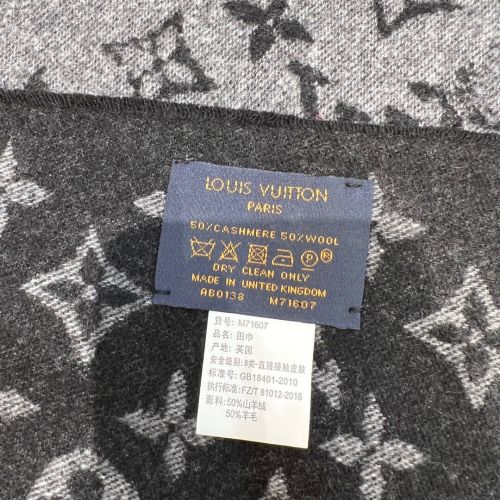 LOUIS VUITTON
PARIS
50%CASHMERE 50%WOOL
DRY CLEAN ONLY
MADE IN UNITED KINGDOM
AB0138 M71607
货号: M71607
品名: 围巾
产地: 英国
安全级别: B类-直接接触皮肤
标准号: GB18401-2010
执行标准: FZ/T 81012-2016
面料: 50%山羊绒
50%羊毛